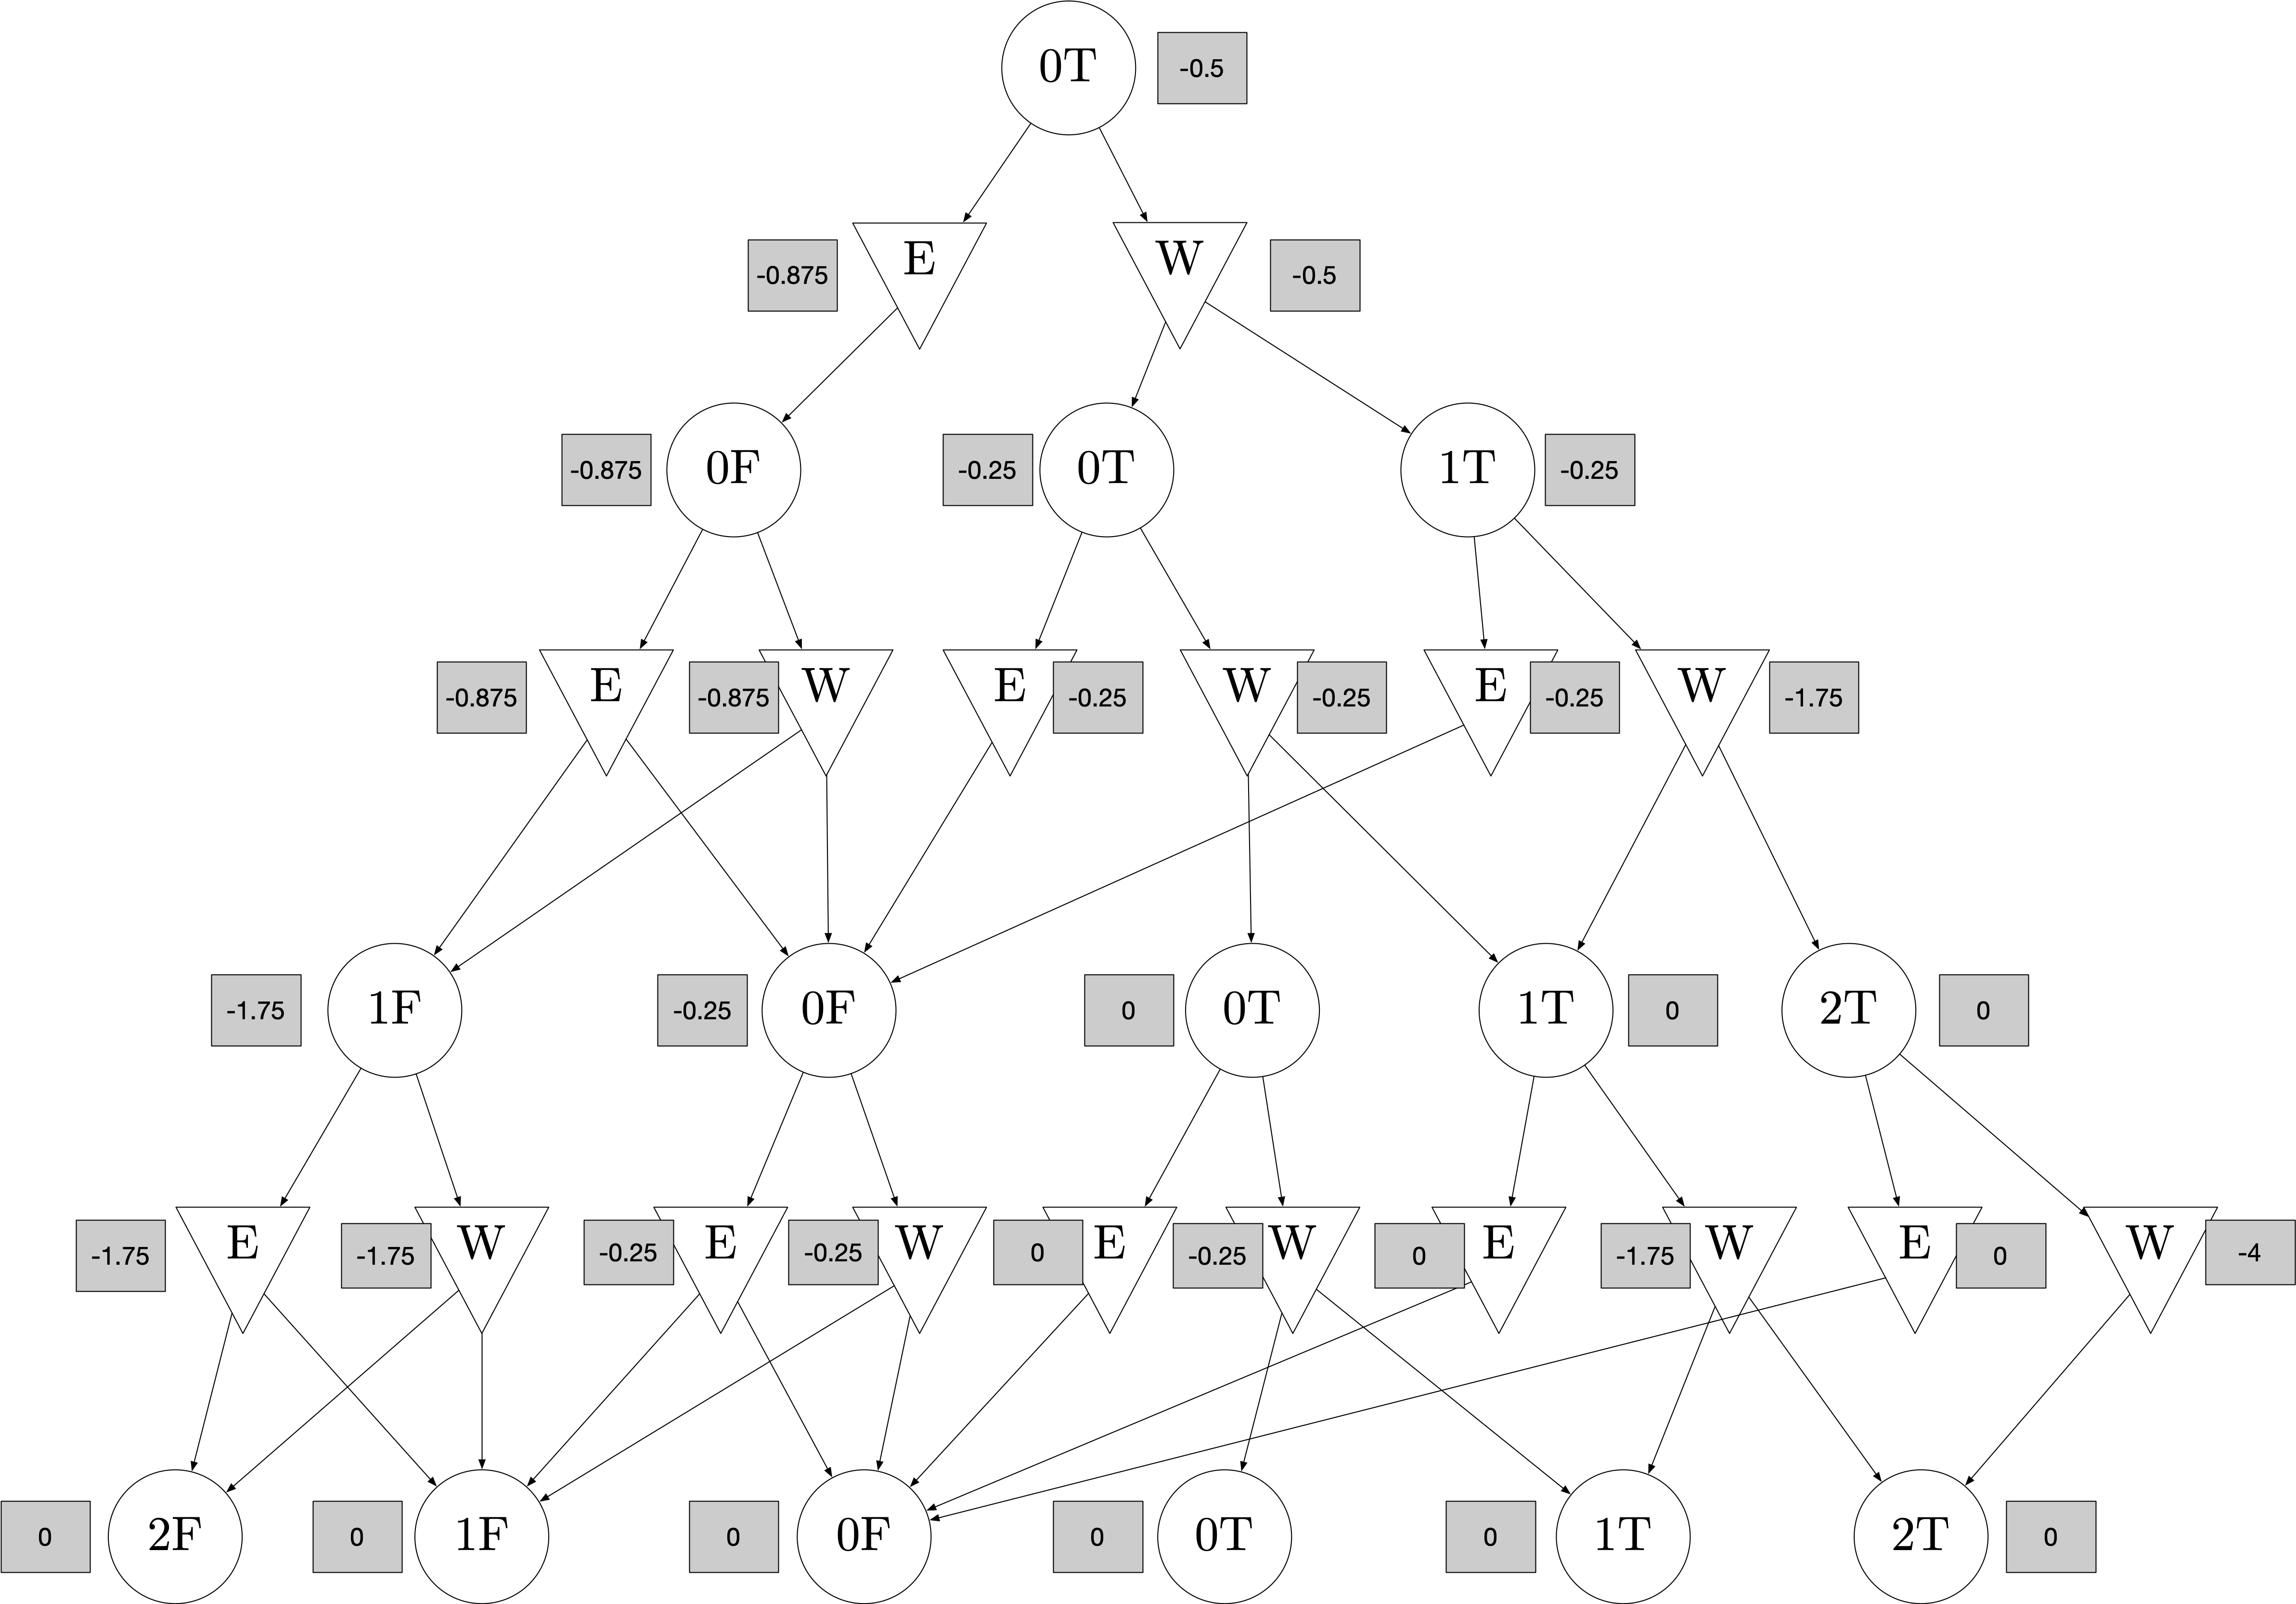 0T -0.5
-0.875 E W -0.5
-0.875 0F -0.25 0T 1T -0.25
-0.875 E -0.875 W E -0.25 W -0.25 E -0.25 W -1.75
-1.75 1F -0.25 0F 0 0T 1T 0 2T 0
-1.75 E -1.75 W -0.25 E -0.25 W 0 E -0.25 W 0 E -1.75 W E 0 W -4
0 2F 0 1F 0 0F 0 0T 0 1T 2T 0